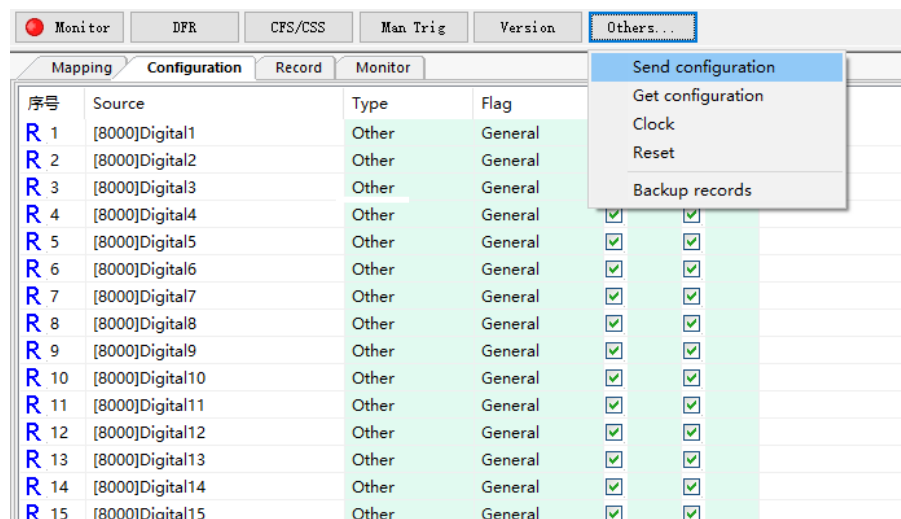 Monitor DFR CFS/CSS Man Trig Version Others...
Mapping Configuration Record Monitor
Send configuration
Get configuration
Clock
Reset
Backup records
序号 Source Type Flag
R 1 [8000]Digital1 Other General
R 2 [8000]Digital2 Other General
R 3 [8000]Digital3 Other General
R 4 [8000]Digital4 Other General
R 5 [8000]Digital5 Other General
R 6 [8000]Digital6 Other General
R 7 [8000]Digital7 Other General
R 8 [8000]Digital8 Other General
R 9 [8000]Digital9 Other General
R 10 [8000]Digital10 Other General
R 11 [8000]Digital11 Other General
R 12 [8000]Digital12 Other General
R 13 [8000]Digital13 Other General
R 14 [8000]Digital14 Other General
R 15 [8000]Digital15 Other General